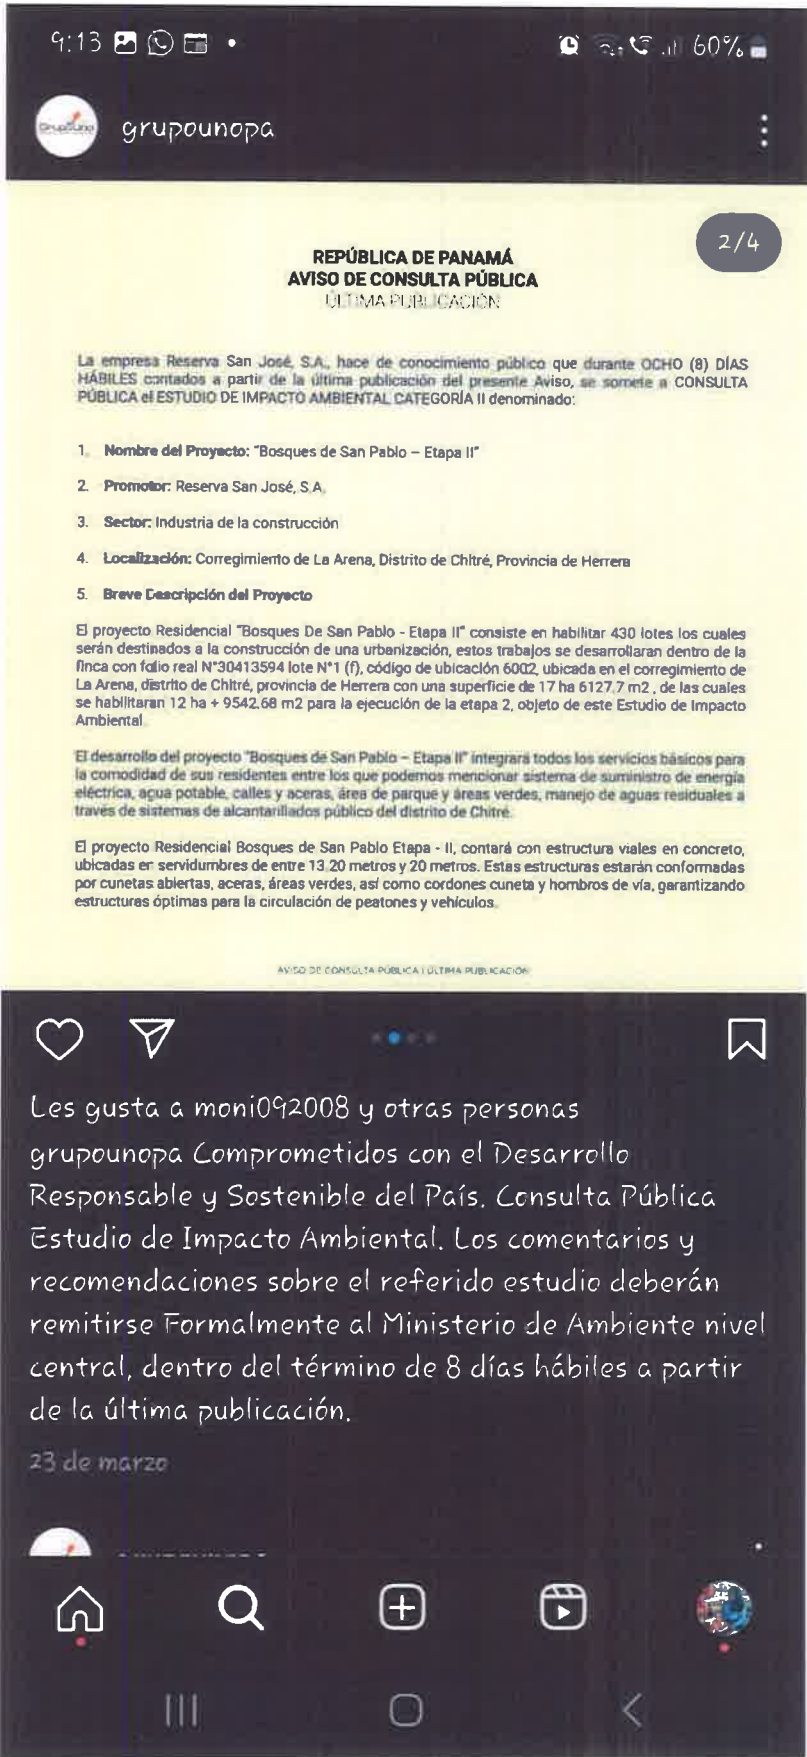 9:13 60%
grupounopa
2/4
REPÚBLICA DE PANAMÁ
AVISO DE CONSULTA PÚBLICA
ÚLTIMA PUBLICACIÓN
La empresa Reserva San José, S.A., hace de conocimiento público que durante OCHO (8) DÍAS
HÁBILES contados a partir de la última publicación del presente Aviso, se somete a CONSULTA
PÚBLICA el ESTUDIO DE IMPACTO AMBIENTAL CATEGORÍA II denominado:
1. Nombre del Proyecto: "Bosques de San Pablo – Etapa II"
2. Promotor: Reserva San José, S.A.
3. Sector: Industria de la construcción
4. Localización: Corregimiento de La Arena, Distrito de Chitré, Provincia de Herrera
5. Breve Descripción del Proyecto
El proyecto Residencial "Bosques De San Pablo - Etapa II" consiste en habilitar 430 lotes los cuales
serán destinados a la construcción de una urbanización, estos trabajos se desarrollaran dentro de la
finca con folio real N°30413594 lote N°1 (f), código de ubicación 6002, ubicada en el corregimiento de
La Arena, distrito de Chitré, provincia de Herrera con una superficie de 17 ha 6127.7 m2 , de las cuales
se habilitaran 12 ha + 9542.68 m2 para la ejecución de la etapa 2, objeto de este Estudio de Impacto
Ambiental.
El desarrollo del proyecto "Bosques de San Pablo – Etapa II" integrará todos los servicios básicos para
la comodidad de sus residentes entre los que podemos mencionar sistema de suministro de energía
eléctrica, agua potable, calles y aceras, área de parque y áreas verdes, manejo de aguas residuales a
través de sistemas de alcantarillados público del distrito de Chitré.
El proyecto Residencial Bosques de San Pablo Etapa - II, contará con estructura viales en concreto,
ubicadas en servidumbres de entre 13.20 metros y 20 metros. Estas estructuras estarán conformadas
por cunetas abiertas, aceras, áreas verdes, así como cordones cuneta y hombros de vía, garantizando
estructuras óptimas para la circulación de peatones y vehículos.
AVISO DE CONSULTA PÚBLICA | ÚLTIMA PUBLICACIÓN
Les gusta a moni092008 y otras personas
grupounopa Comprometidos con el Desarrollo
Responsable y Sostenible del País. Consulta Pública
Estudio de Impacto Ambiental. Los comentarios y
recomendaciones sobre el referido estudio deberán
remitirse Formalmente al Ministerio de Ambiente nivel
central, dentro del término de 8 días hábiles a partir
de la última publicación.
23 de marzo